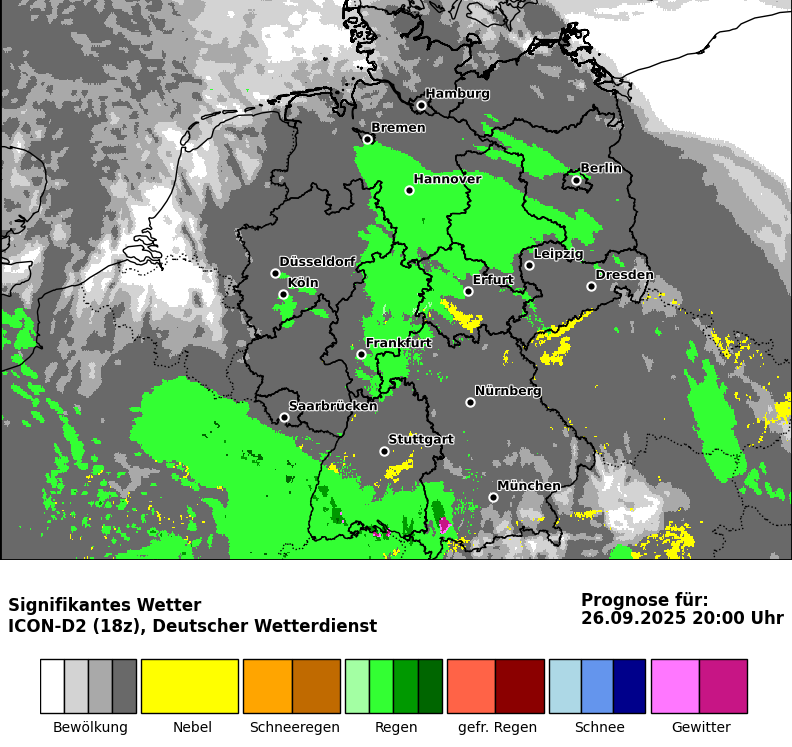 Hamburg
Bremen
Berlin
Hannover
Düsseldorf
Leipzig
Köln
Erfurt
Dresden
Frankfurt
Nürnberg
Saarbrücken
Stuttgart
München
Signifikantes Wetter
ICON-D2 (18z), Deutscher Wetterdienst
Prognose für:
26.09.2025 20:00 Uhr
Bewölkung
Nebel
Schneeregen
Regen
gefr. Regen
Schnee
Gewitter